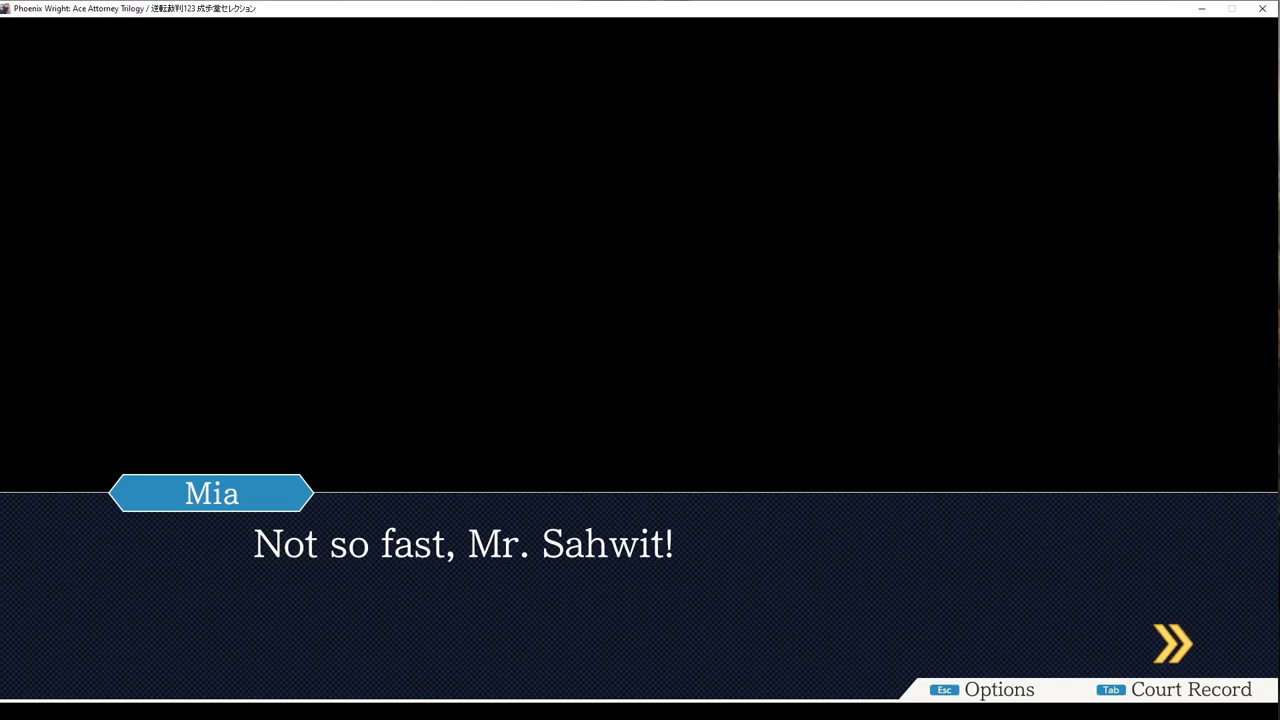 Phoenix Wright: Ace Attorney Trilogy / 逆転裁判123 成歩堂セレクション
Mia
Not so fast, Mr. Sahwit!
Esc Options Tab Court Record